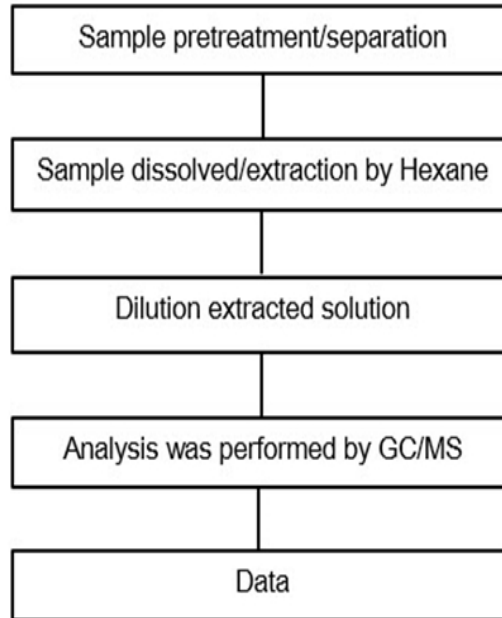 Sample pretreatment/separation
Sample dissolved/extraction by Hexane
Dilution extracted solution
Analysis was performed by GC/MS
Data